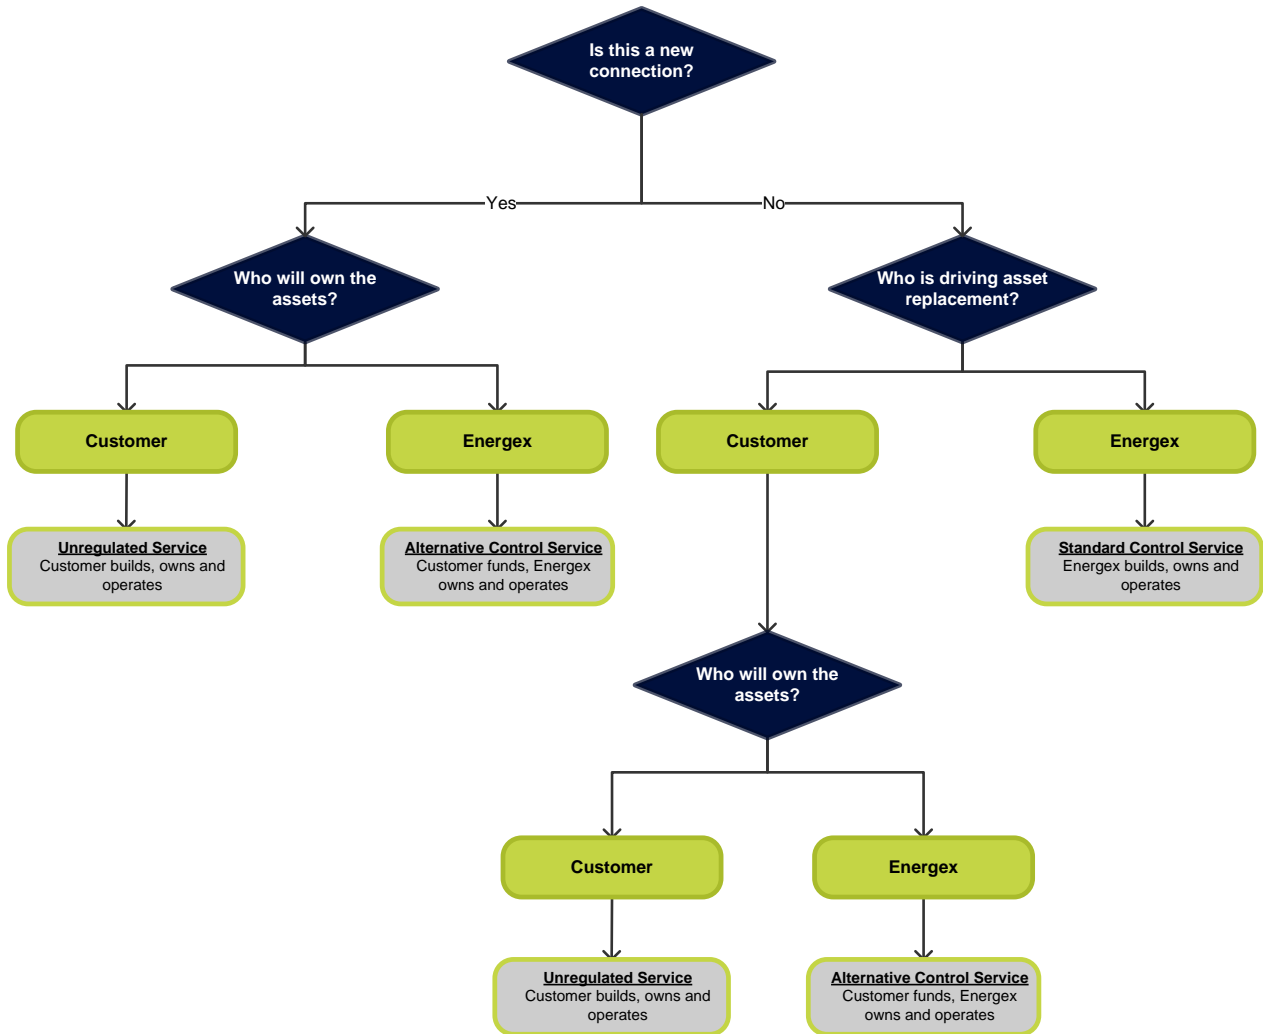 Is this a new
connection?
Yes
No
Who will own the
assets?
Who is driving asset
replacement?
Customer
Energex
Customer
Energex
Unregulated Service
Customer builds, owns and
operates
Alternative Control Service
Customer funds, Energex
owns and operates
Standard Control Service
Energex builds, owns and
operates
Who will own the
assets?
Customer
Energex
Unregulated Service
Customer builds, owns and
operates
Alternative Control Service
Customer funds, Energex
owns and operates